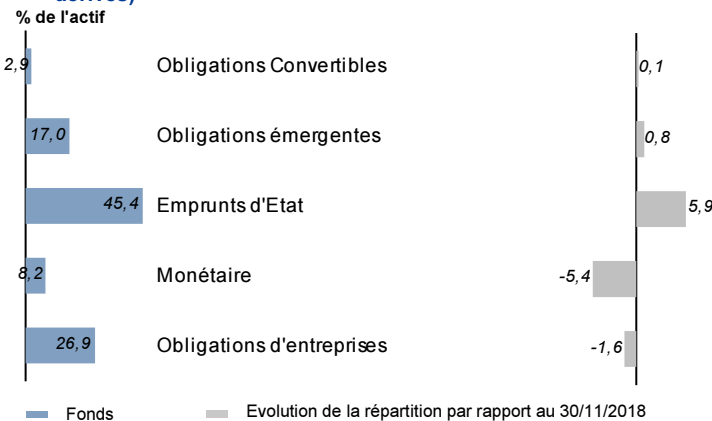 % de l'actif
2,9 Obligations Convertibles 0,1
17,0 Obligations émergentes 0,8
45,4 Emprunts d'Etat 5,9
8,2 Monétaire -5,4
26,9 Obligations d'entreprises -1,6
Fonds Evolution de la répartition par rapport au 30/11/2018